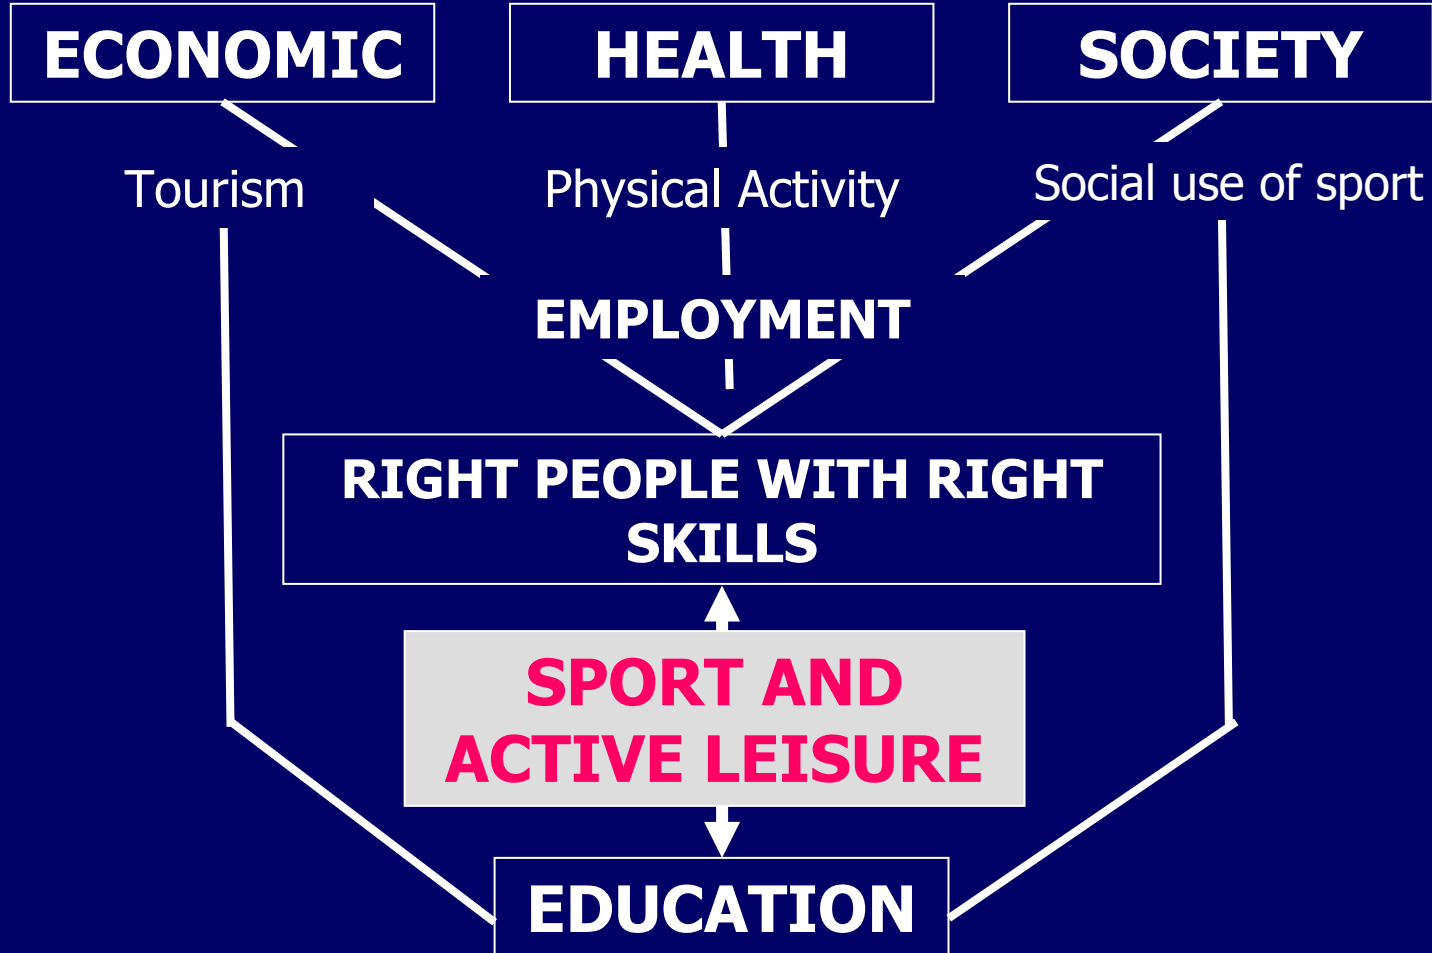 ECONOMIC
HEALTH
SOCIETY
Tourism
Physical Activity
Social use of sport
EMPLOYMENT
RIGHT PEOPLE WITH RIGHT
SKILLS
SPORT AND
ACTIVE LEISURE
EDUCATION